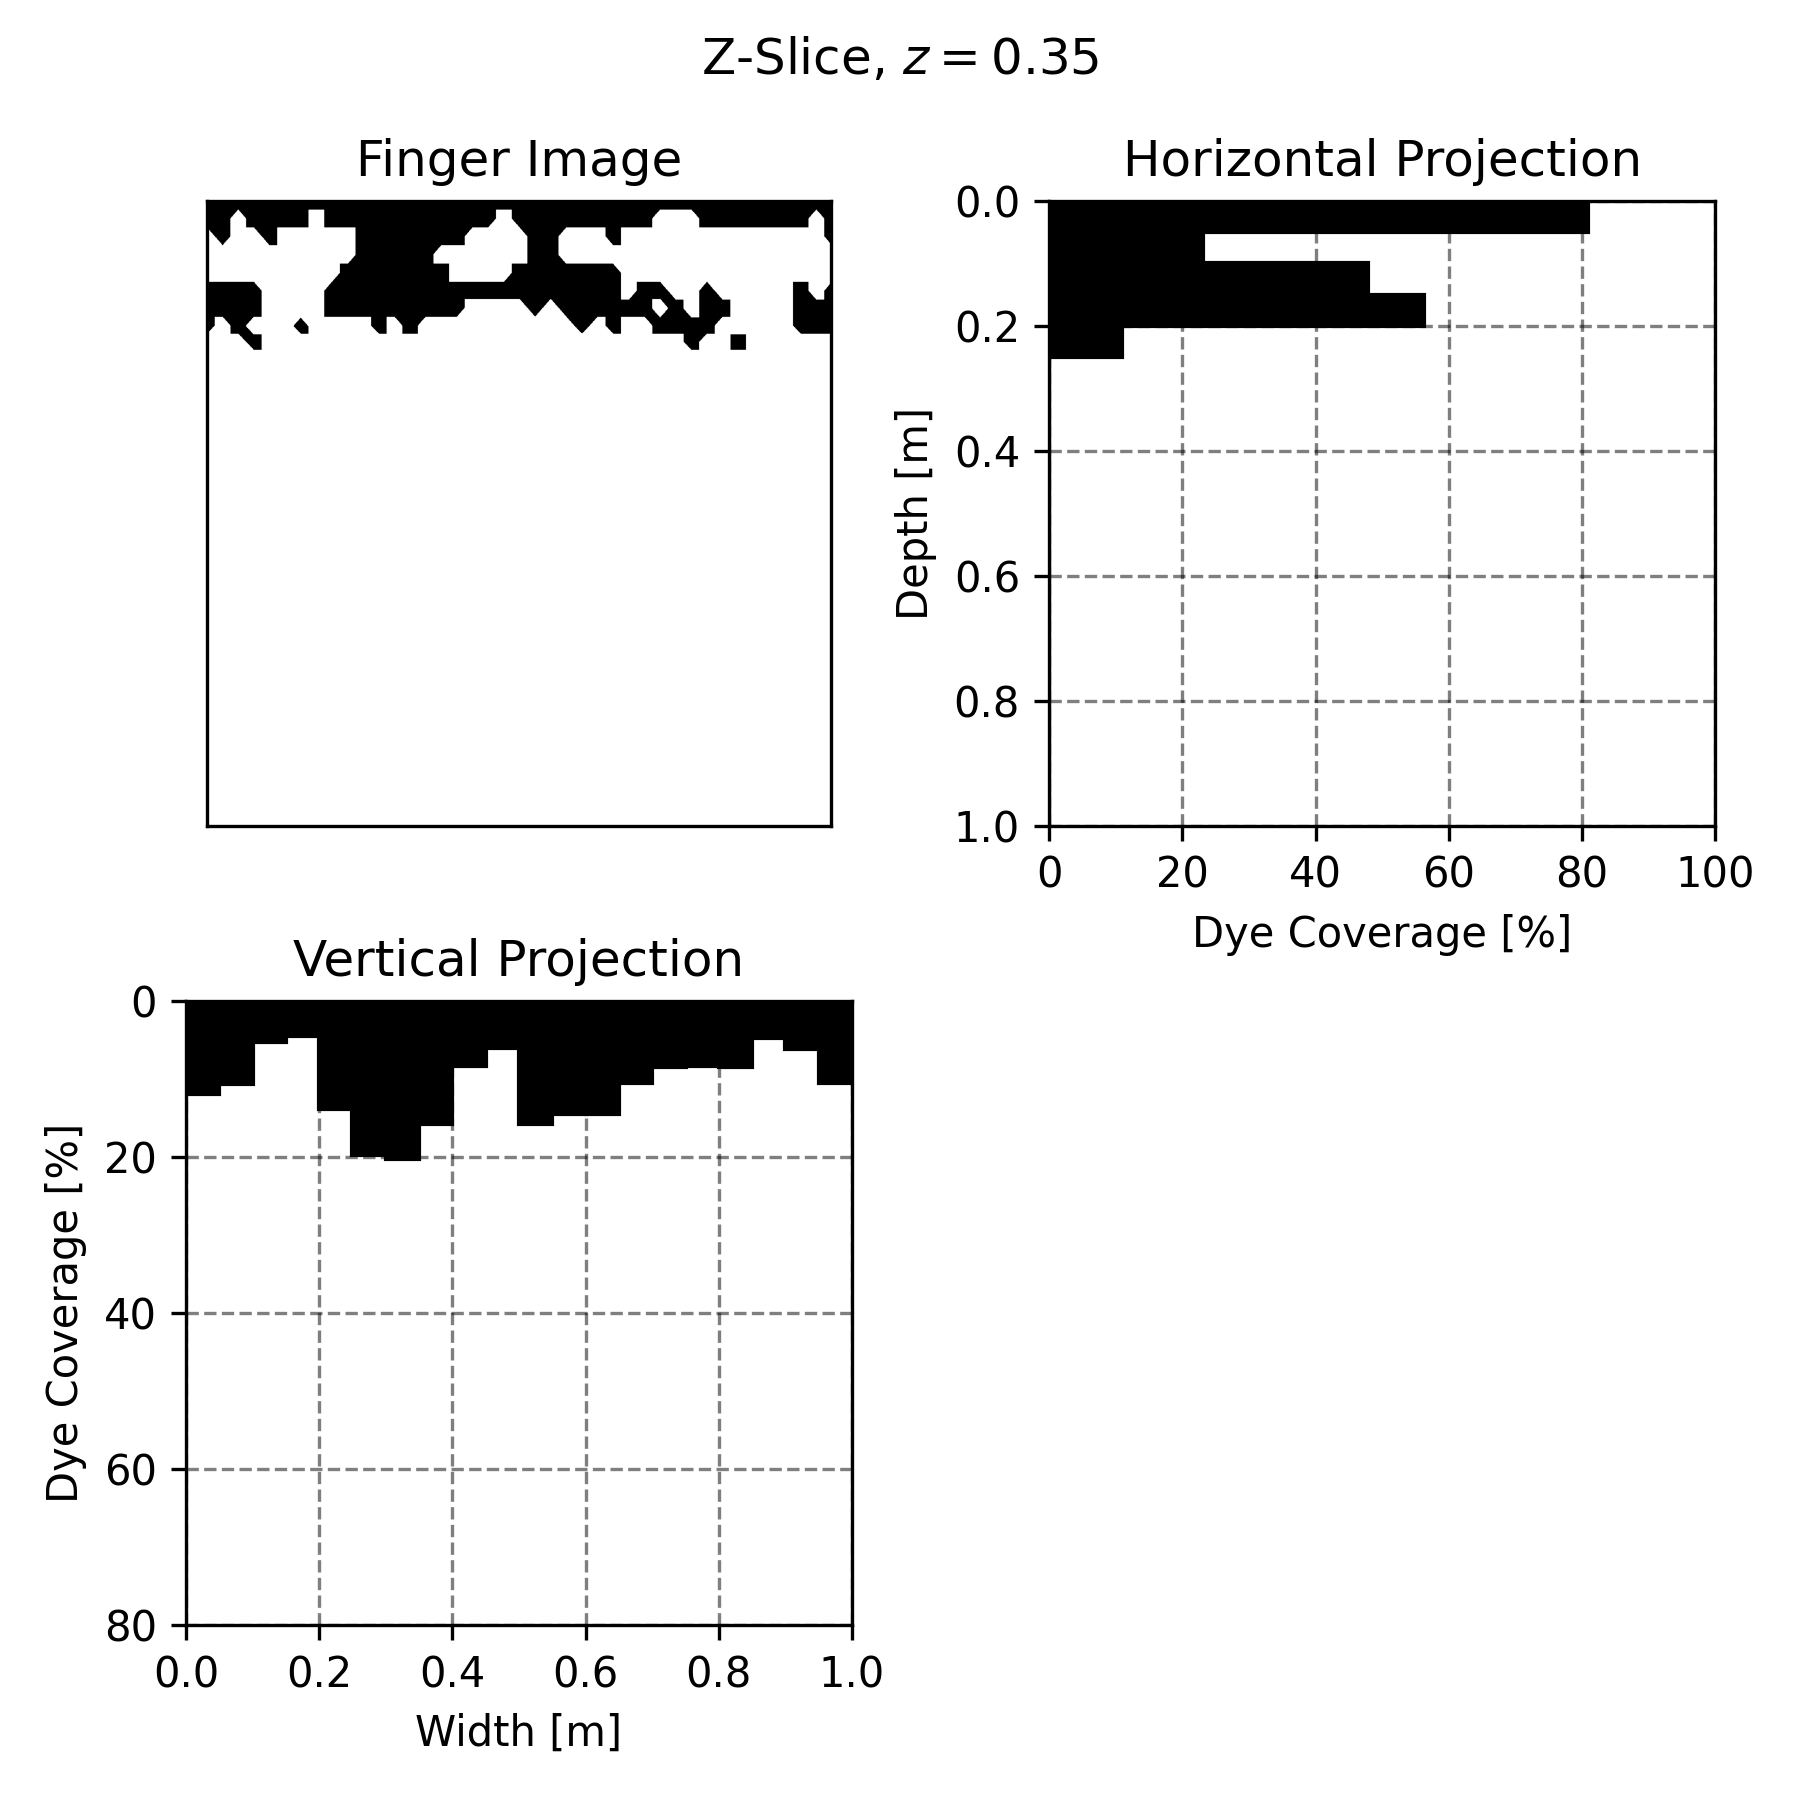 Z-Slice, z = 0.35
Finger Image
Horizontal Projection
0.0
0.2
0.4
0.6
0.8
1.0
Depth [m]
0 20 40 60 80 100
Dye Coverage [%]
Vertical Projection
0
20
40
60
80
Dye Coverage [%]
0.0 0.2 0.4 0.6 0.8 1.0
Width [m]